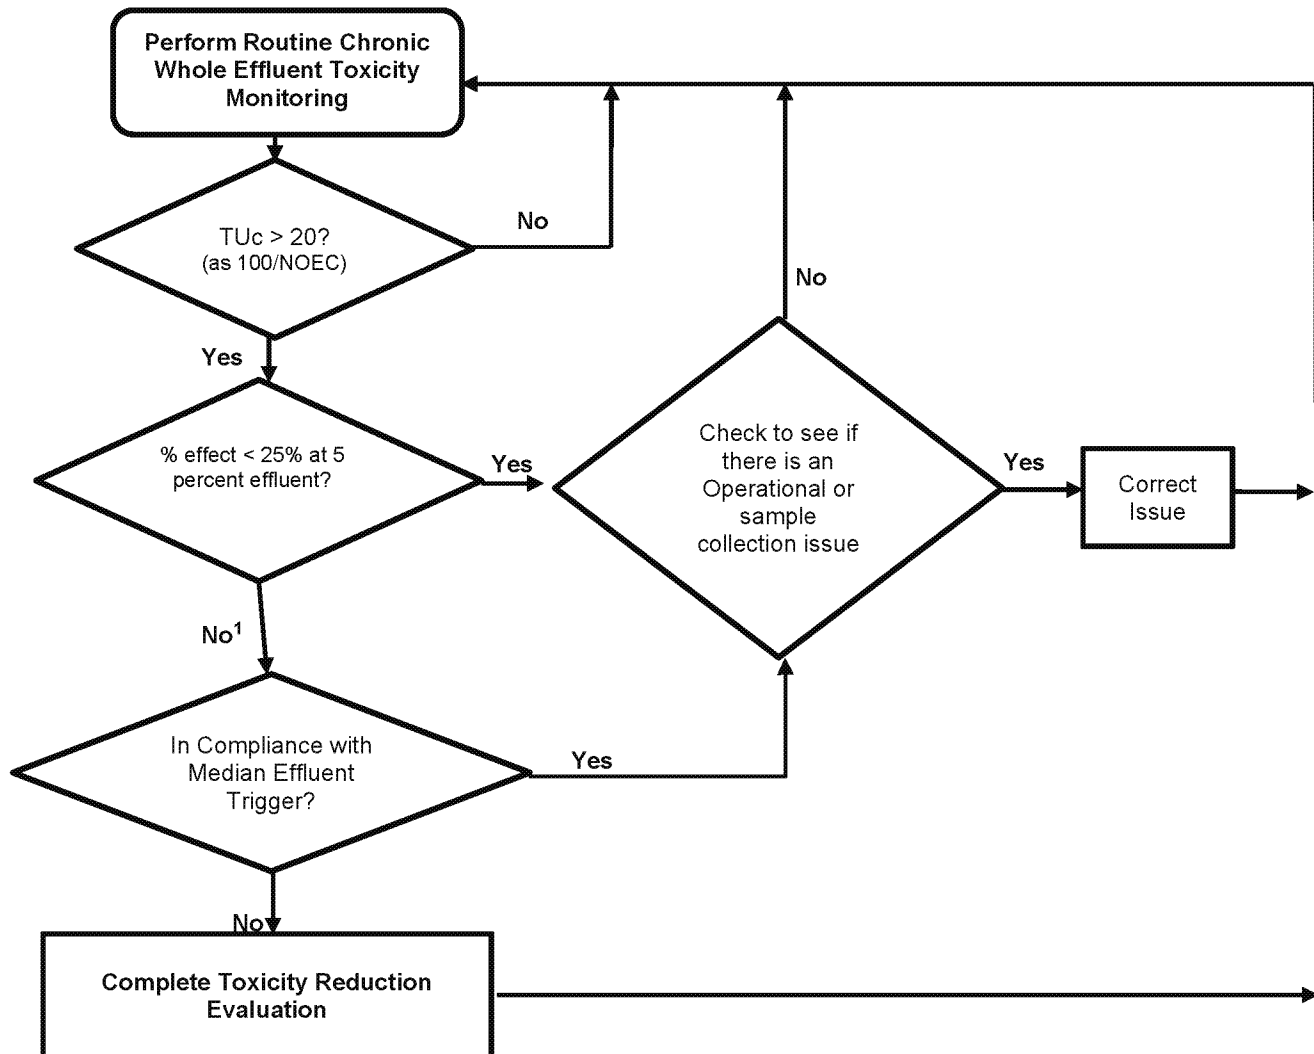 Perform Routine Chronic
Whole Effluent Toxicity
Monitoring
TUc > 20?
(as 100/NOEC)
No
Yes
No
% effect < 25% at 5
percent effluent?
Yes
Check to see if
there is an
Operational or
sample
collection issue
Yes
Correct
Issue
No¹
In Compliance with
Median Effluent
Trigger?
Yes
No
Complete Toxicity Reduction
Evaluation